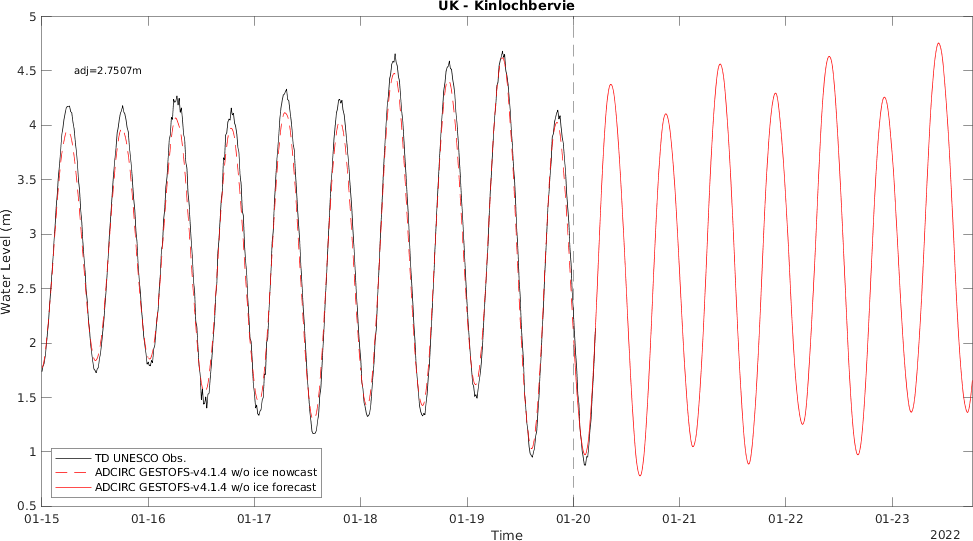 UK - Kinlochbervie
5
4.5
4
3.5
3
2.5
2
1.5
1
0.5
Water Level (m)
adj=2.7507m
TD UNESCO Obs.
ADCIRC GESTOFS-v4.1.4 w/o ice nowcast
ADCIRC GESTOFS-v4.1.4 w/o ice forecast
01-15 01-16 01-17 01-18 01-19 01-20 01-21 01-22 01-23
Time
2022